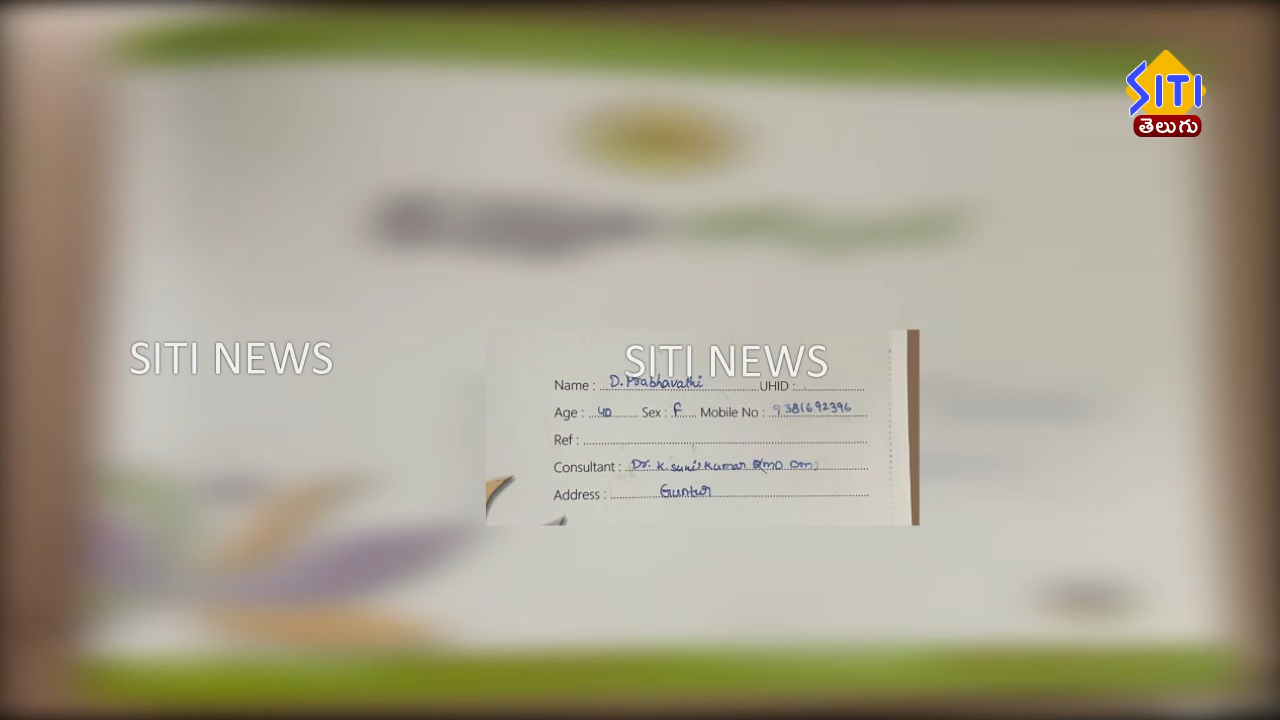 SITI
తెలుగు
SITI NEWS
SITI NEWS
Name : D. Prabhavathi UHID :
Age : 40 Sex : F Mobile No : 9381692396
Ref :
Consultant : Dr. K. Sunil Kumar
Address : Guntur